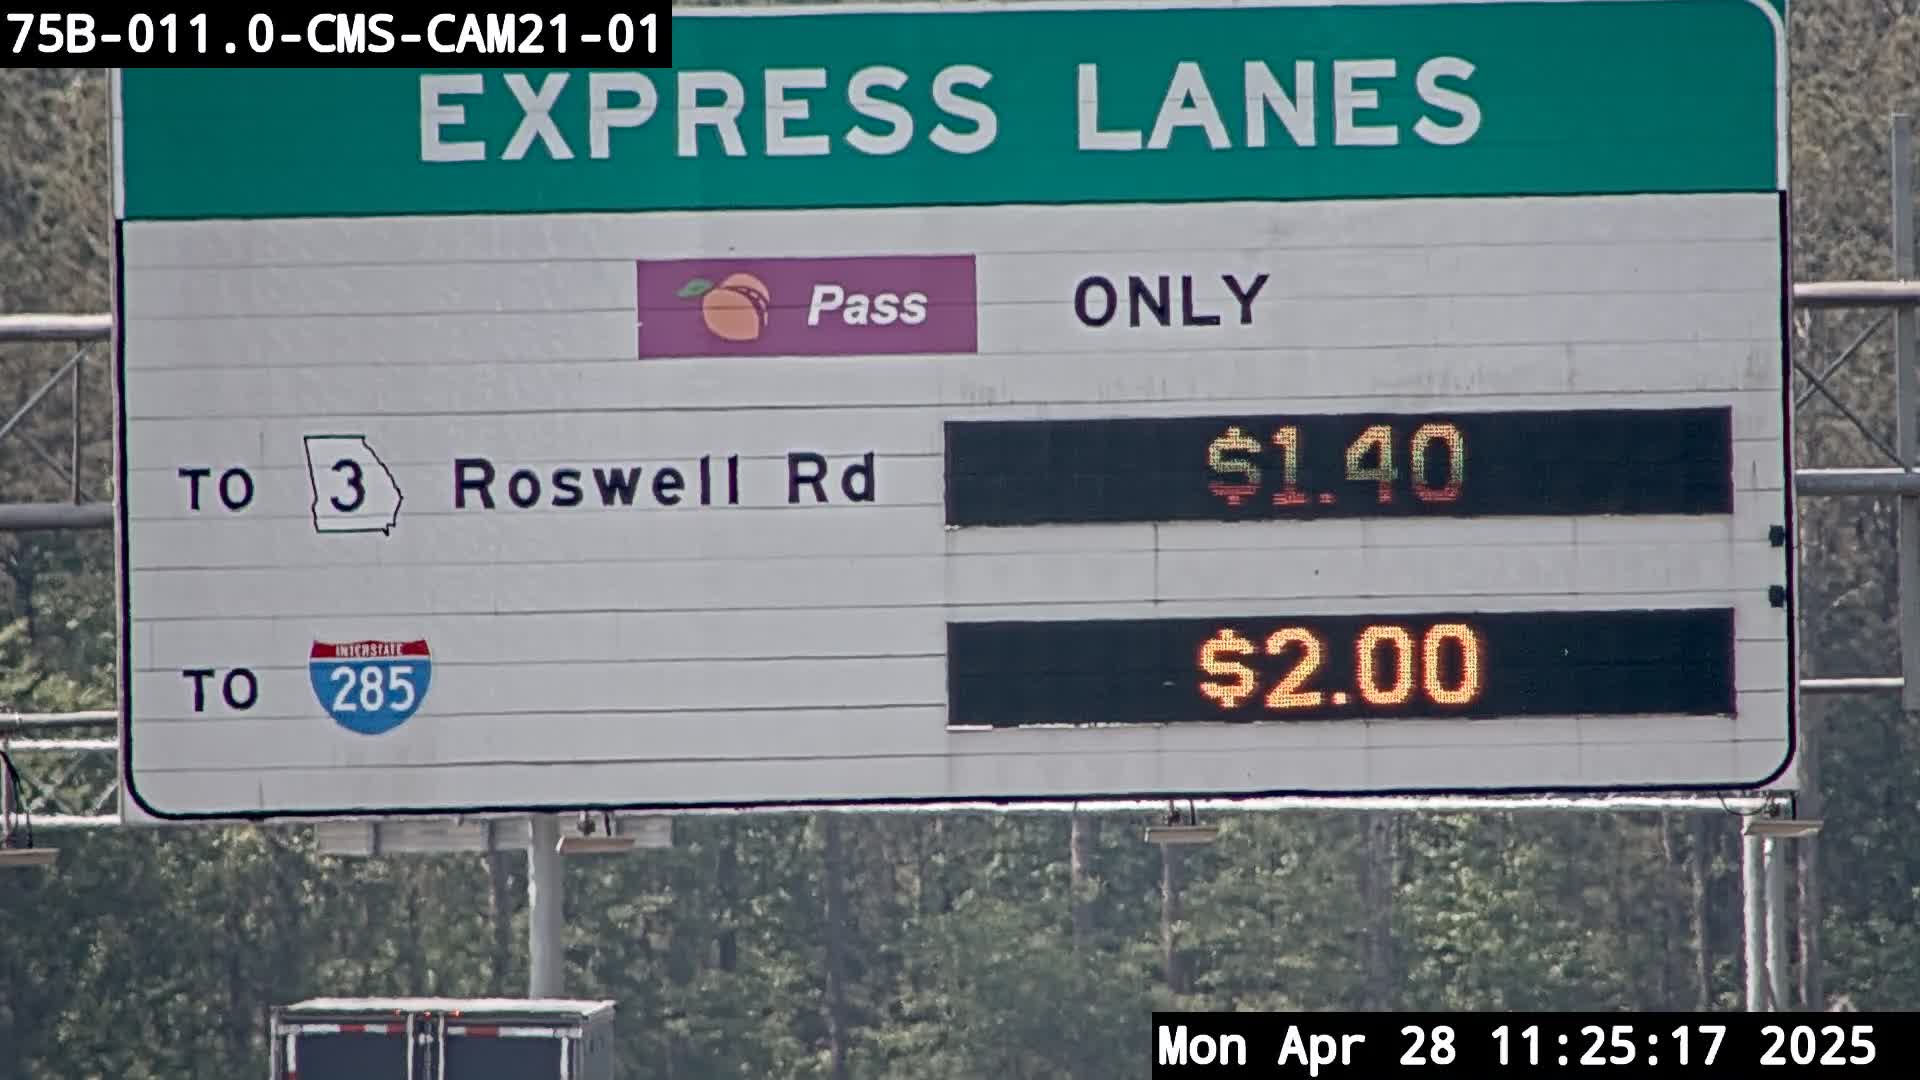 75B-011.0-CMS-CAM21-01
EXPRESS LANES
Pass ONLY
TO 3 Roswell Rd $1.40
TO INTERSTATE 285 $2.00
Mon Apr 28 11:25:17 2025